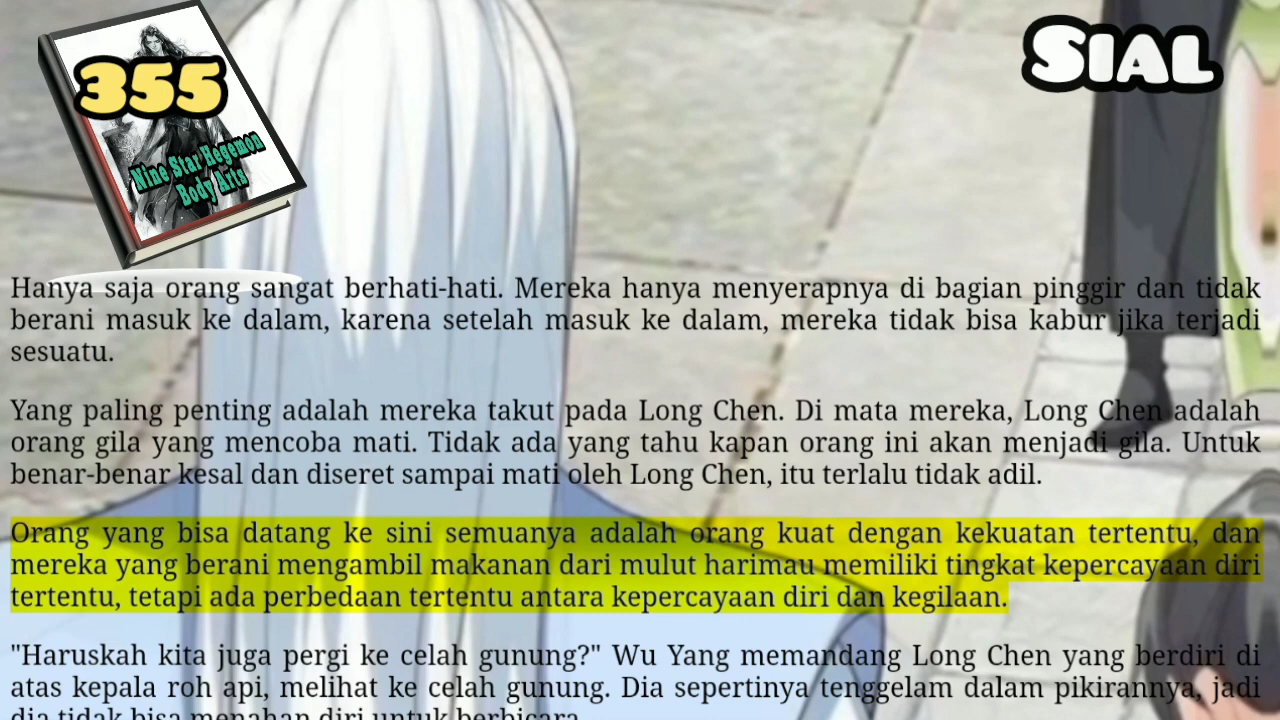 355
SIAL
Nine Star Hegemon
Body Arts
Hanya saja orang sangat berhati-hati. Mereka hanya menyerapnya di bagian pinggir dan tidak
berani masuk ke dalam, karena setelah masuk ke dalam, mereka tidak bisa kabur jika terjadi
sesuatu.
Yang paling penting adalah mereka takut pada Long Chen. Di mata mereka, Long Chen adalah
orang gila yang mencoba mati. Tidak ada yang tahu kapan orang ini akan menjadi gila. Untuk
benar-benar kesal dan diseret sampai mati oleh Long Chen, itu terlalu tidak adil.
Orang yang bisa datang ke sini semuanya adalah orang kuat dengan kekuatan tertentu, dan
mereka yang berani mengambil makanan dari mulut harimau memiliki tingkat kepercayaan diri
tertentu, tetapi ada perbedaan tertentu antara kepercayaan diri dan kegilaan.
"Haruskah kita juga pergi ke celah gunung?" Wu Yang memandang Long Chen yang berdiri di
atas kepala roh api, melihat ke celah gunung. Dia sepertinya tenggelam dalam pikirannya, jadi
dia tidak bisa menahan diri untuk berbicara.